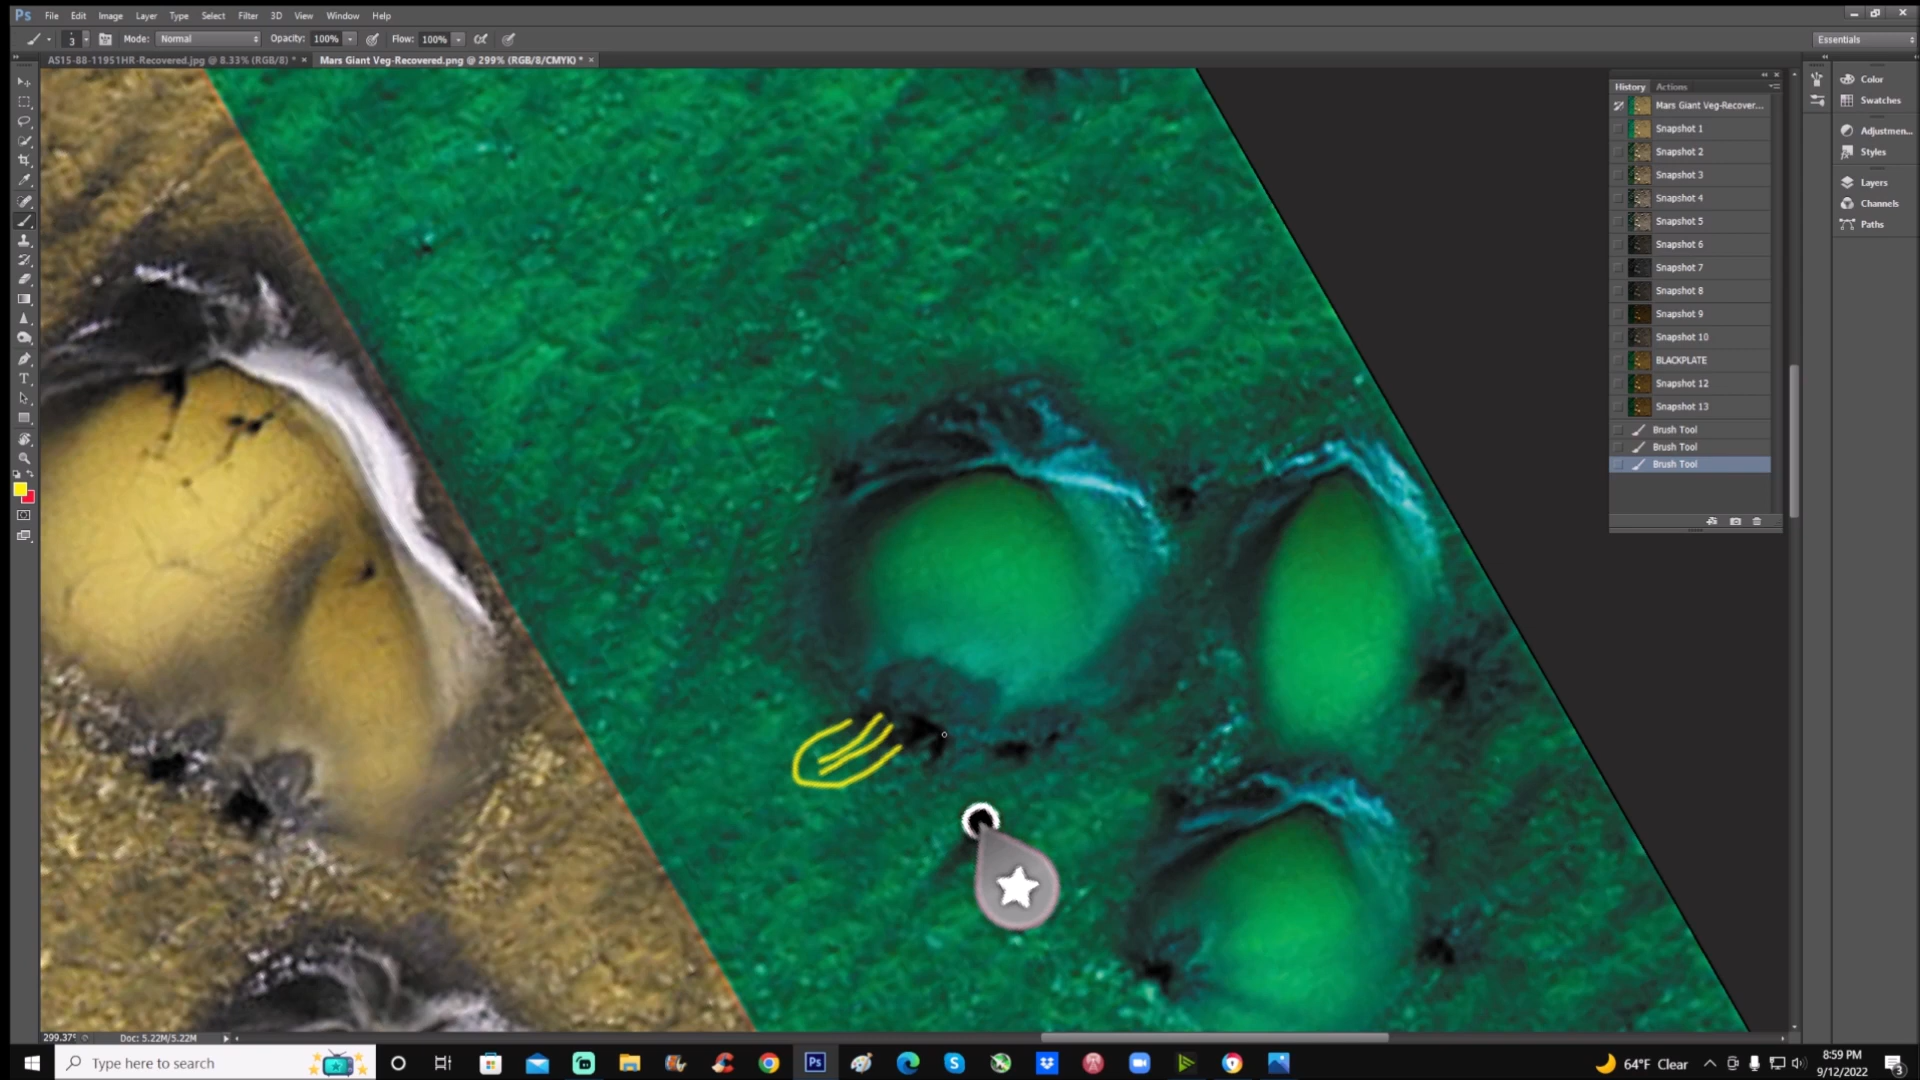 Ps File Edit Image Layer Type Select Filter 3D View Window Help
3 Mode: Normal Opacity: 100% Flow: 100% Essentials
AS15-88-11951HR-Recovered.jpg @ 8.33% (RGB/8) * × Mars Giant Veg-Recovered.png @ 299% (RGB/8/CMYK) * ×
History Actions
Mars Giant Veg-Recover...
Snapshot 1
Snapshot 2
Snapshot 3
Snapshot 4
Snapshot 5
Snapshot 6
Snapshot 7
Snapshot 8
Snapshot 9
Snapshot 10
BLACKPLATE
Snapshot 12
Snapshot 13
Brush Tool
Brush Tool
Brush Tool
Color
Swatches
Adjustmen...
Styles
Layers
Channels
Paths
Doc: 5.22M/5.22M
Type here to search
Ps
64°F Clear
8:59 PM
9/12/2022
3